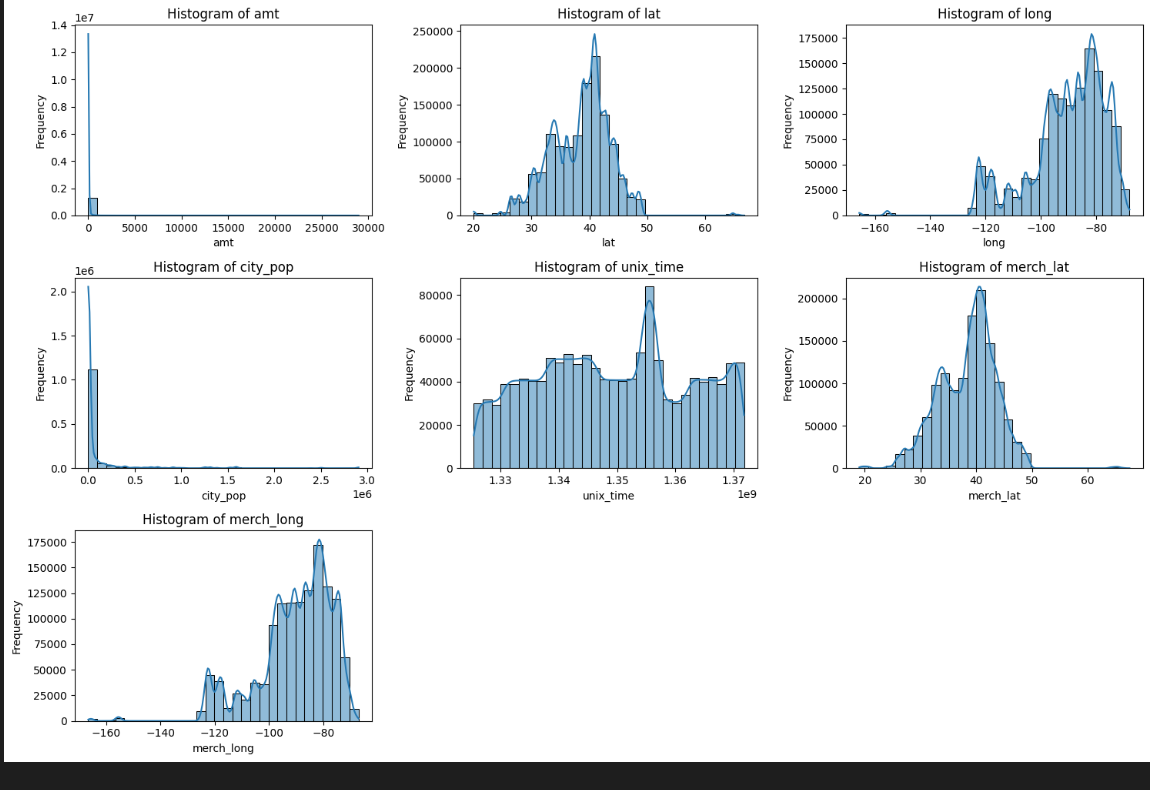 Histogram of amt
1e7
1.4
1.2
1.0
0.8
0.6
0.4
0.2
0.0
Frequency
0 5000 10000 15000 20000 25000 30000
amt
Histogram of lat
250000
200000
150000
100000
50000
0
Frequency
20 30 40 50 60
lat
Histogram of long
175000
150000
125000
100000
75000
50000
25000
0
Frequency
−160 −140 −120 −100 −80
long
Histogram of city_pop
1e6
2.0
1.5
1.0
0.5
0.0
Frequency
0.0 0.5 1.0 1.5 2.0 2.5 3.0
1e6
city_pop
Histogram of unix_time
80000
60000
40000
20000
0
Frequency
1.33 1.34 1.35 1.36 1.37
1e9
unix_time
Histogram of merch_lat
200000
150000
100000
50000
0
Frequency
20 30 40 50 60
merch_lat
Histogram of merch_long
175000
150000
125000
100000
75000
50000
25000
0
Frequency
−160 −140 −120 −100 −80
merch_long